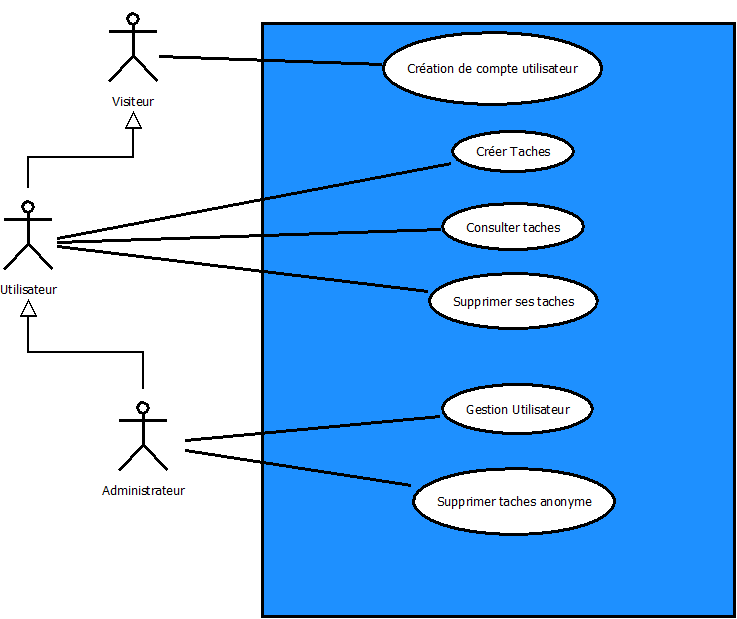 Création de compte utilisateur
Visiteur
Créer Taches
Consulter taches
Utilisateur
Supprimer ses taches
Gestion Utilisateur
Administrateur
Supprimer taches anonyme